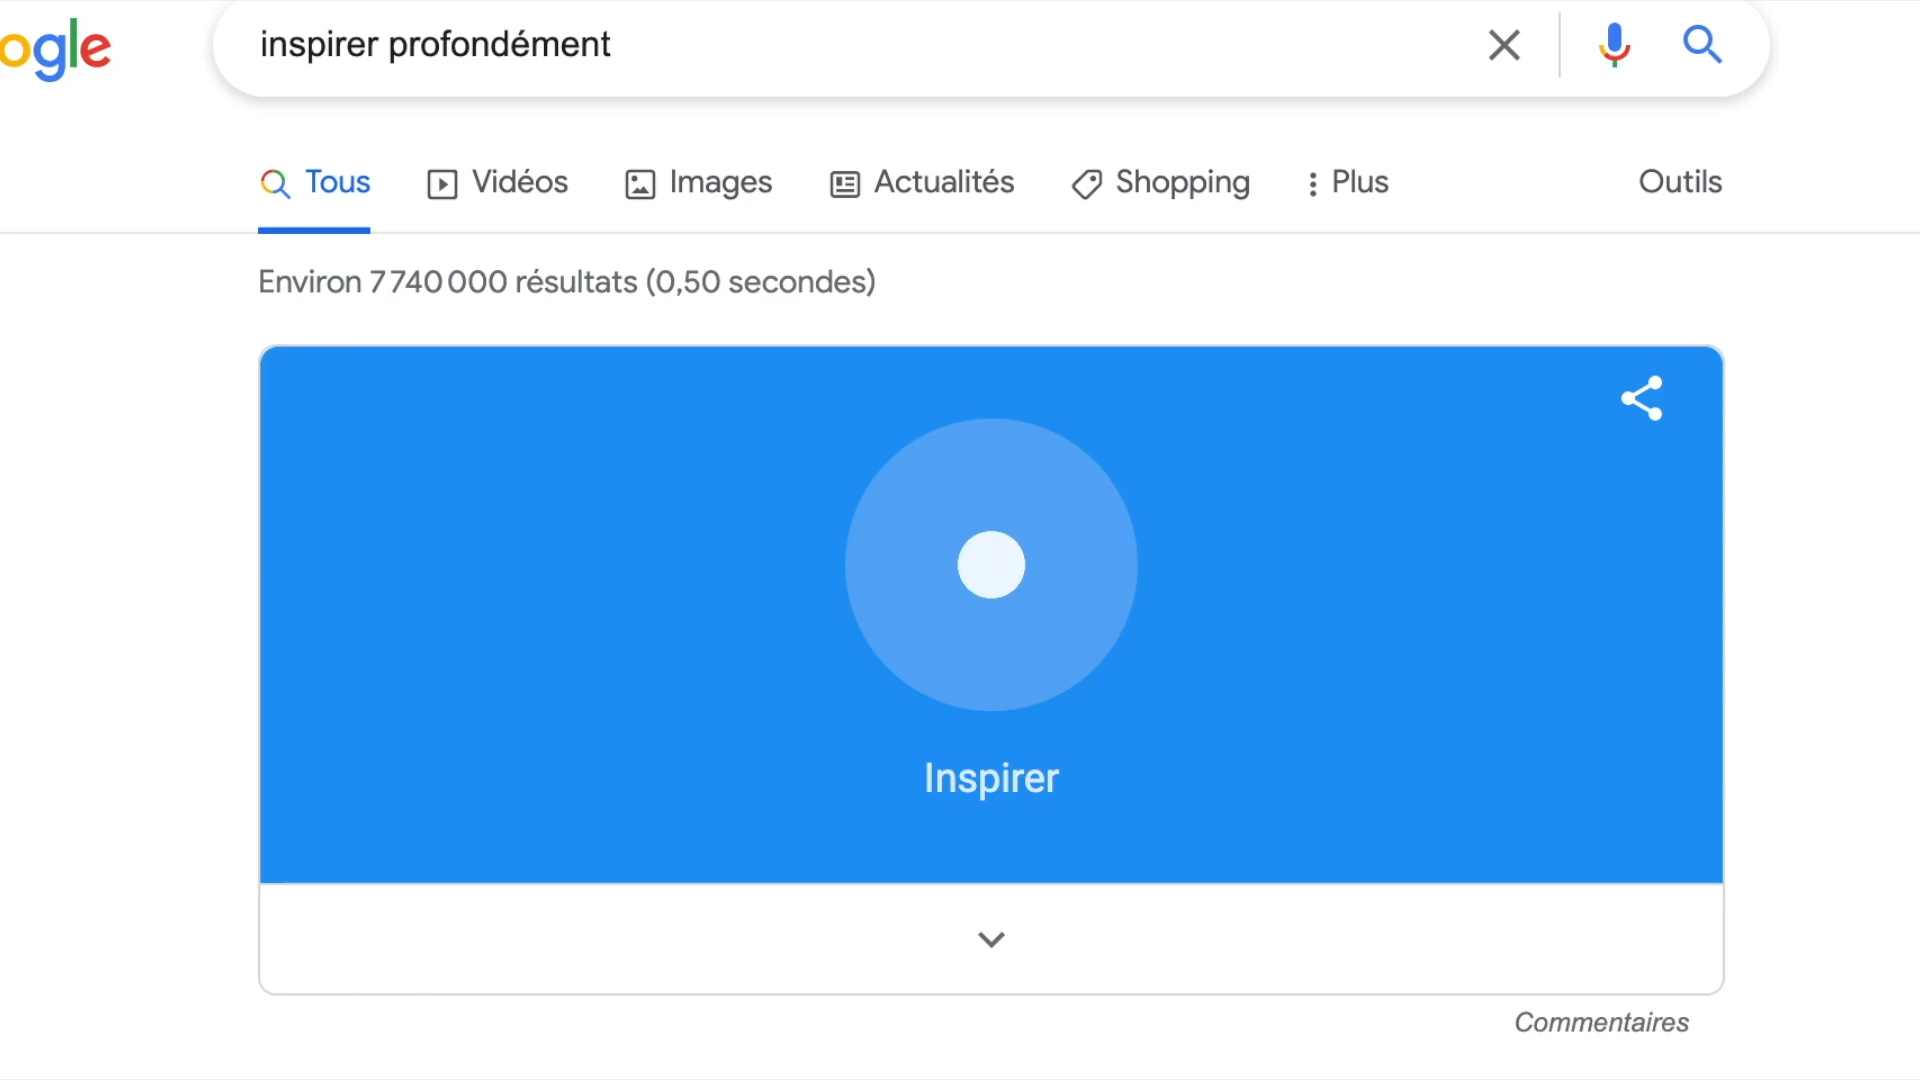 ogle
inspirer profondément
Tous Vidéos Images Actualités Shopping Plus Outils
Environ 7 740 000 résultats (0,50 secondes)
Inspirer
Commentaires